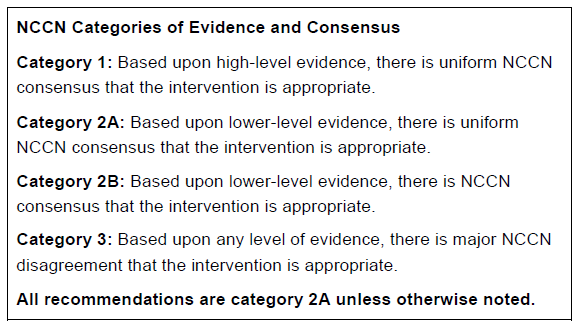 NCCN Categories of Evidence and Consensus
Category 1: Based upon high-level evidence, there is uniform NCCN
consensus that the intervention is appropriate.
Category 2A: Based upon lower-level evidence, there is uniform
NCCN consensus that the intervention is appropriate.
Category 2B: Based upon lower-level evidence, there is NCCN
consensus that the intervention is appropriate.
Category 3: Based upon any level of evidence, there is major NCCN
disagreement that the intervention is appropriate.
All recommendations are category 2A unless otherwise noted.